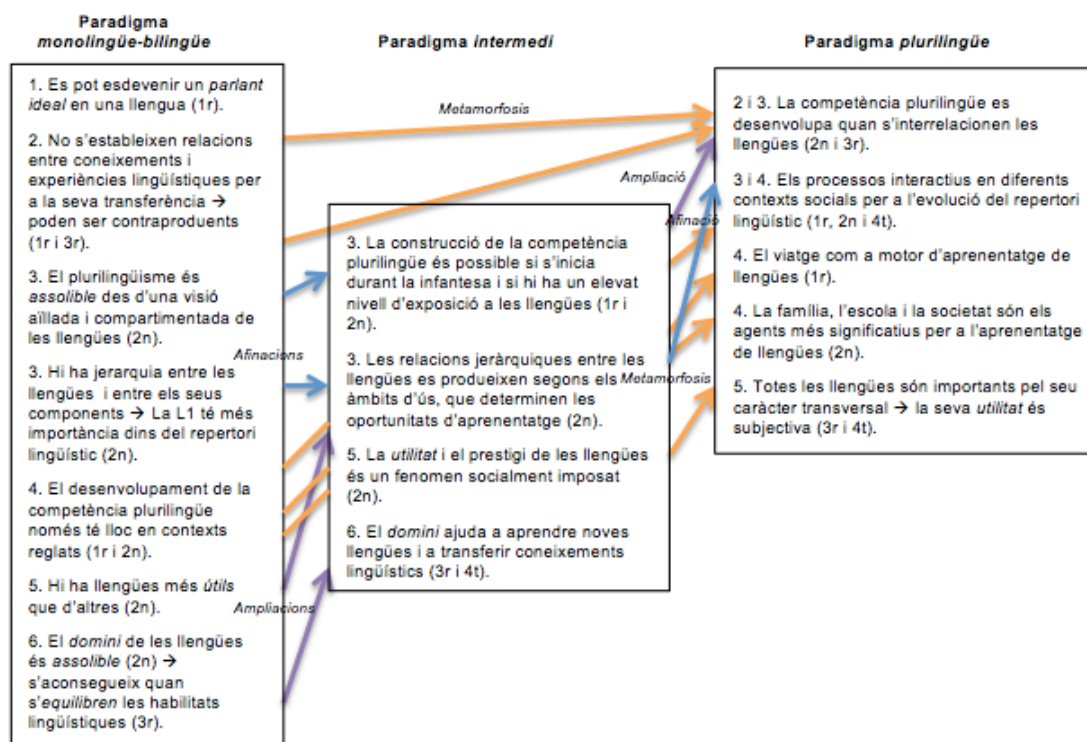 Paradigma
monolingüe-bilingüe
1. Es pot esdevenir un parlant
ideal en una llengua (1r).
2. No s'estableixen relacions
entre coneixements i
experiències lingüístiques per
a la seva transferència →
poden ser contraproduents
(1r i 3r).
3. El plurilingüisme és
assolible des d'una visió
aïllada i compartimentada de
les llengües (2n).
3. Hi ha jerarquia entre les
llengües i entre els seus
components → La L1 té més
importància dins del repertori
lingüístic (2n).
4. El desenvolupament de la
competència plurilingüe
només té lloc en contexts
reglats (1r i 2n).
5. Hi ha llengües més útils
que d'altres (2n).
6. El domini de les llengües
és assolible (2n) →
s'aconsegueix quan
s'equilibren les habilitats
lingüístiques (3r).
Afinacions
Ampliacions
Metamorfosis
Paradigma intermedi
3. La construcció de la competència
plurilingüe és possible si s'inicia
durant la infantesa i si hi ha un elevat
nivell d'exposició a les llengües (1r i
2n).
3. Les relacions jeràrquiques entre les
llengües es produeixen segons els
àmbits d'ús, que determinen les
oportunitats d'aprenentatge (2n).
5. La utilitat i el prestigi de les llengües
és un fenomen socialment imposat
(2n).
6. El domini ajuda a aprendre noves
llengües i a transferir coneixements
lingüístics (3r i 4t).
Ampliació
Afinació
Metamorfosis
Paradigma plurilingüe
2 i 3. La competència plurilingüe es
desenvolupa quan s'interrelacionen les
llengües (2n i 3r).
3 i 4. Els processos interactius en diferents
contexts socials per a l'evolució del repertori
lingüístic (1r, 2n i 4t).
4. El viatge com a motor d'aprenentatge de
llengües (1r).
4. La família, l'escola i la societat són els
agents més significatius per a l'aprenentatge
de llengües (2n).
5. Totes les llengües són importants pel seu
caràcter transversal → la seva utilitat és
subjectiva (3r i 4t).